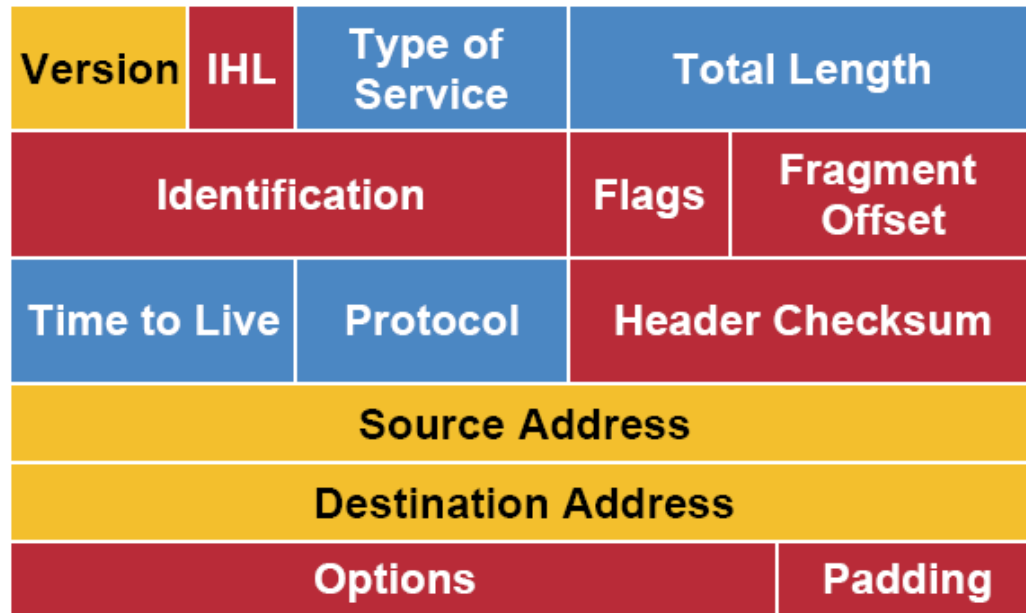 Version
IHL
Type of
Service
Total Length
Identification
Flags
Fragment
Offset
Time to Live
Protocol
Header Checksum
Source Address
Destination Address
Options
Padding